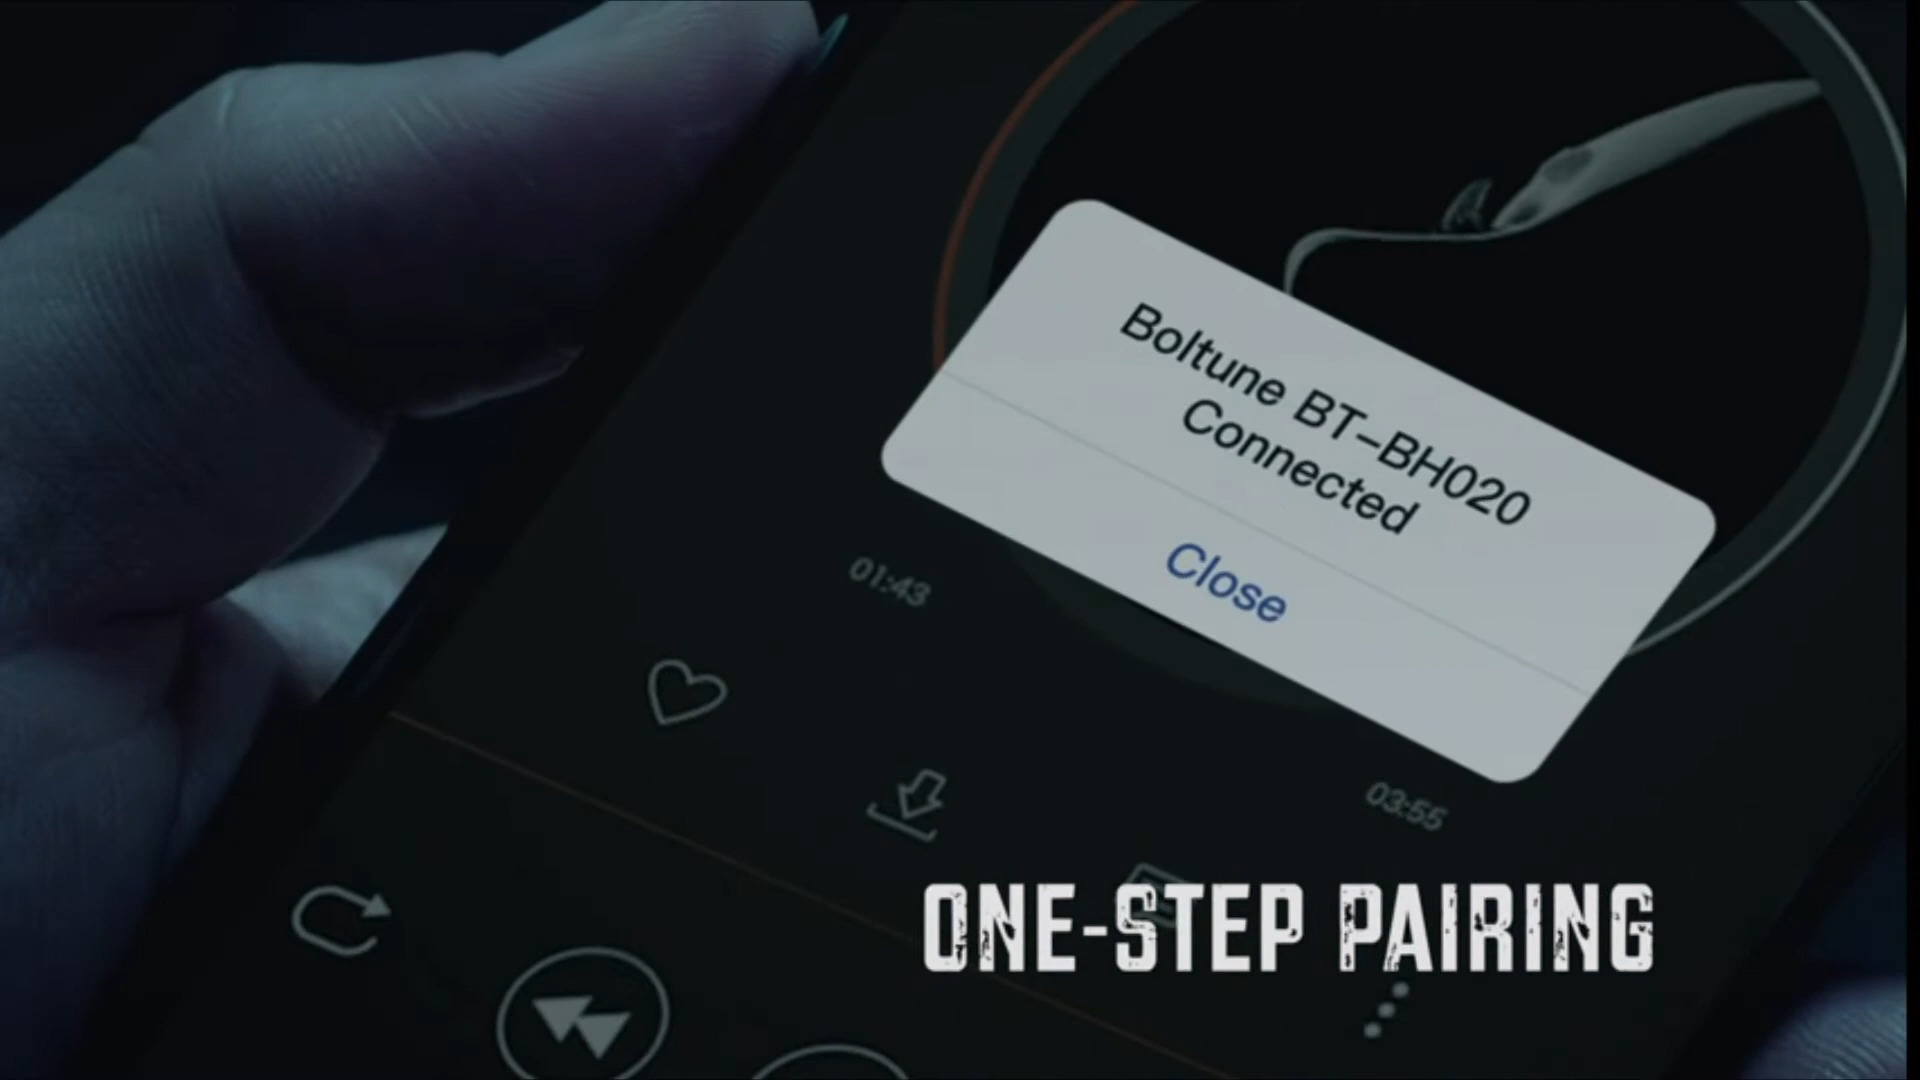 Boltune BT-BH020
Connected
Close
01:43
03:55
ONE-STEP PAIRING